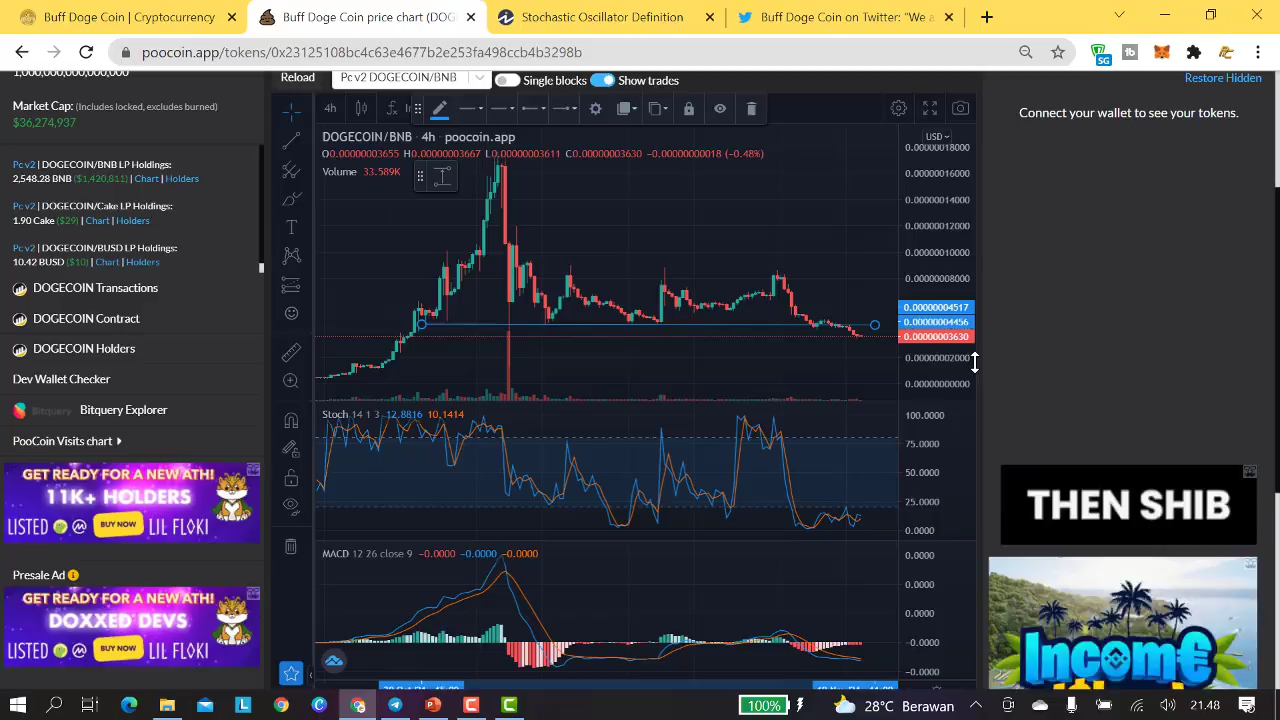 Top Cryptocurrency
Buff Doge Coin
Stochastic Oscillation Definition
Buff Doge Coin on Twitter: "We a
poocoin.app/tokens/0x23125108bc4c63e4677b2e253fa498ccb4b3298b
SG
1,000,000,000,000,000
Market Cap: (Includes locked, excludes burned)
$36,274,937
Pc v2 | DOGECOIN/BNB LP Holdings:
2,548.28 BNB ($1,420,811) | Chart | Holders
Pc v2 | DOGECOIN/Cake LP Holdings:
1.90 Cake ($29) | Chart | Holders
Pc v2 | DOGECOIN/BUSD LP Holdings:
10.42 BUSD ($10) | Chart | Holders
DOGECOIN Transactions
DOGECOIN Contract
DOGECOIN Holders
Dev Wallet Checker
Bitquery Bitquery Explorer
PooCoin Visits chart
GET READY FOR A NEW ATH!
11K+ HOLDERS
LISTED BUY NOW LIL FLOKI
Presale Ad
GET READY FOR A NEW ATH!
DOXXED DEVS
LISTED BUY NOW LIL FLOKI
Reload
Pc v2 DOGECOIN/BNB
Single blocks
Show trades
4h
DOGECOIN/BNB · 4h · poocoin.app
O0.00000003655 H0.00000003667 L0.00000003611 C0.00000003630 −0.00000000018 (−0.48%)
Volume 33.589K
USD
0.00000018000
0.00000016000
0.00000014000
0.00000012000
0.00000010000
0.00000008000
0.00000004517
0.00000004456
0.00000003630
0.00000002000
0.00000000000
Stoch 14 1 3 12.8816 10.1414
100.0000
75.0000
50.0000
25.0000
0.0000
MACD 12 26 close 9 −0.0000 −0.0000 −0.0000
0.0000
0.0000
0.0000
−0.0000
−0.0000
Restore Hidden
Connect your wallet to see your tokens.
THEN SHIB
Income
100%
28°C Berawan
21:48